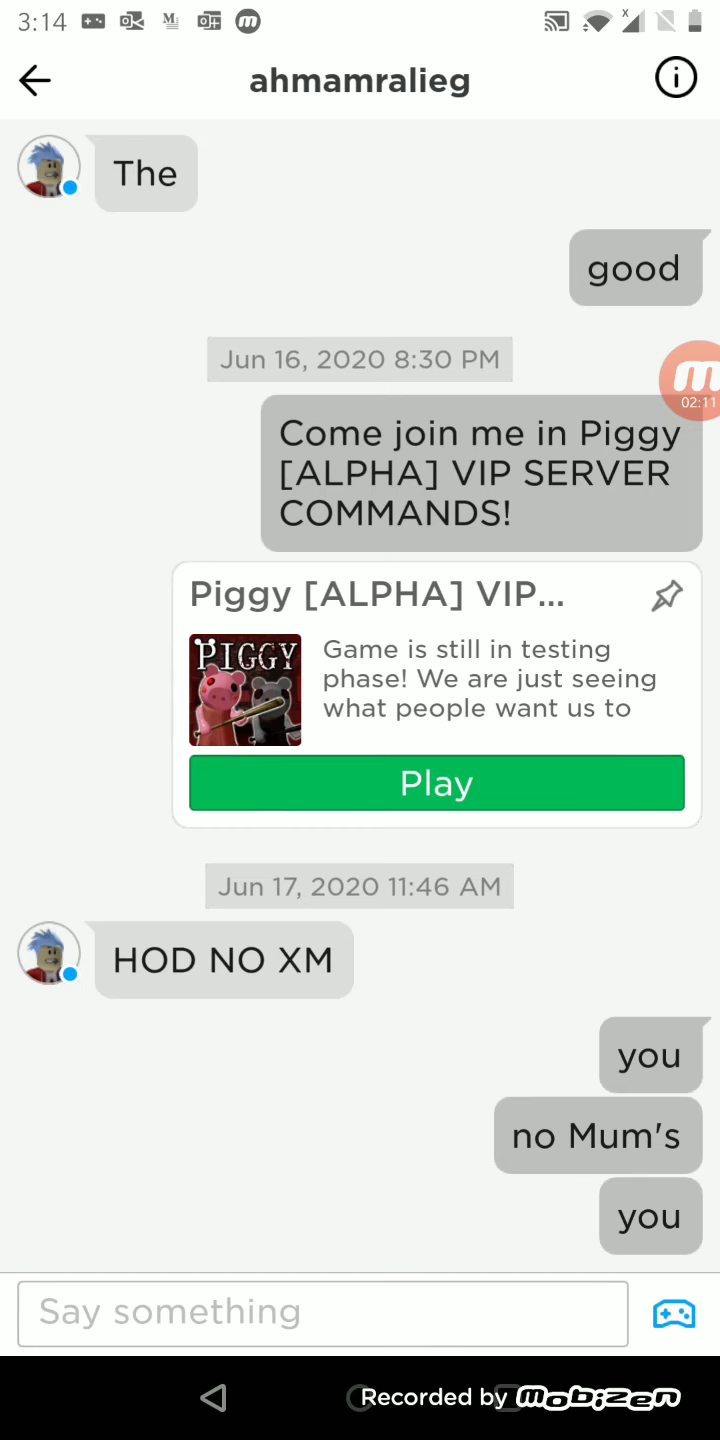 3:14
ahmamralieg
The
good
Jun 16, 2020 8:30 PM
02:11
Come join me in Piggy
[ALPHA] VIP SERVER
COMMANDS!
Piggy [ALPHA] VIP...
PIGGY
Game is still in testing
phase! We are just seeing
what people want us to
Play
Jun 17, 2020 11:46 AM
HOD NO XM
you
no Mum's
you
Say something
Recorded by mobizen